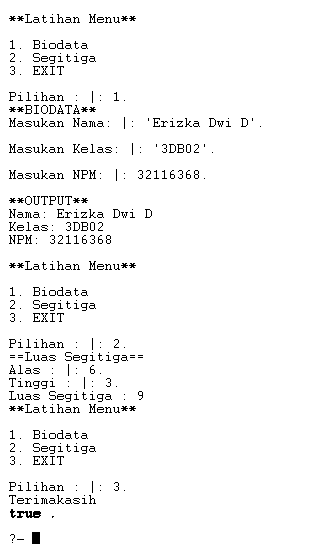 **Latihan Menu**
1. Biodata
2. Segitiga
3. EXIT
Pilihan : |: 1.
**BIODATA**
Masukan Nama: |: 'Erizka Dwi D'.
Masukan Kelas: |: '3DB02'.
Masukan NPM: |: 32116368.
**OUTPUT**
Nama: Erizka Dwi D
Kelas: 3DB02
NPM: 32116368
**Latihan Menu**
1. Biodata
2. Segitiga
3. EXIT
Pilihan : |: 2.
==Luas Segitiga==
Alas : |: 6.
Tinggi : |: 3.
Luas Segitiga : 9
**Latihan Menu**
1. Biodata
2. Segitiga
3. EXIT
Pilihan : |: 3.
Terimakasih
true .
?-